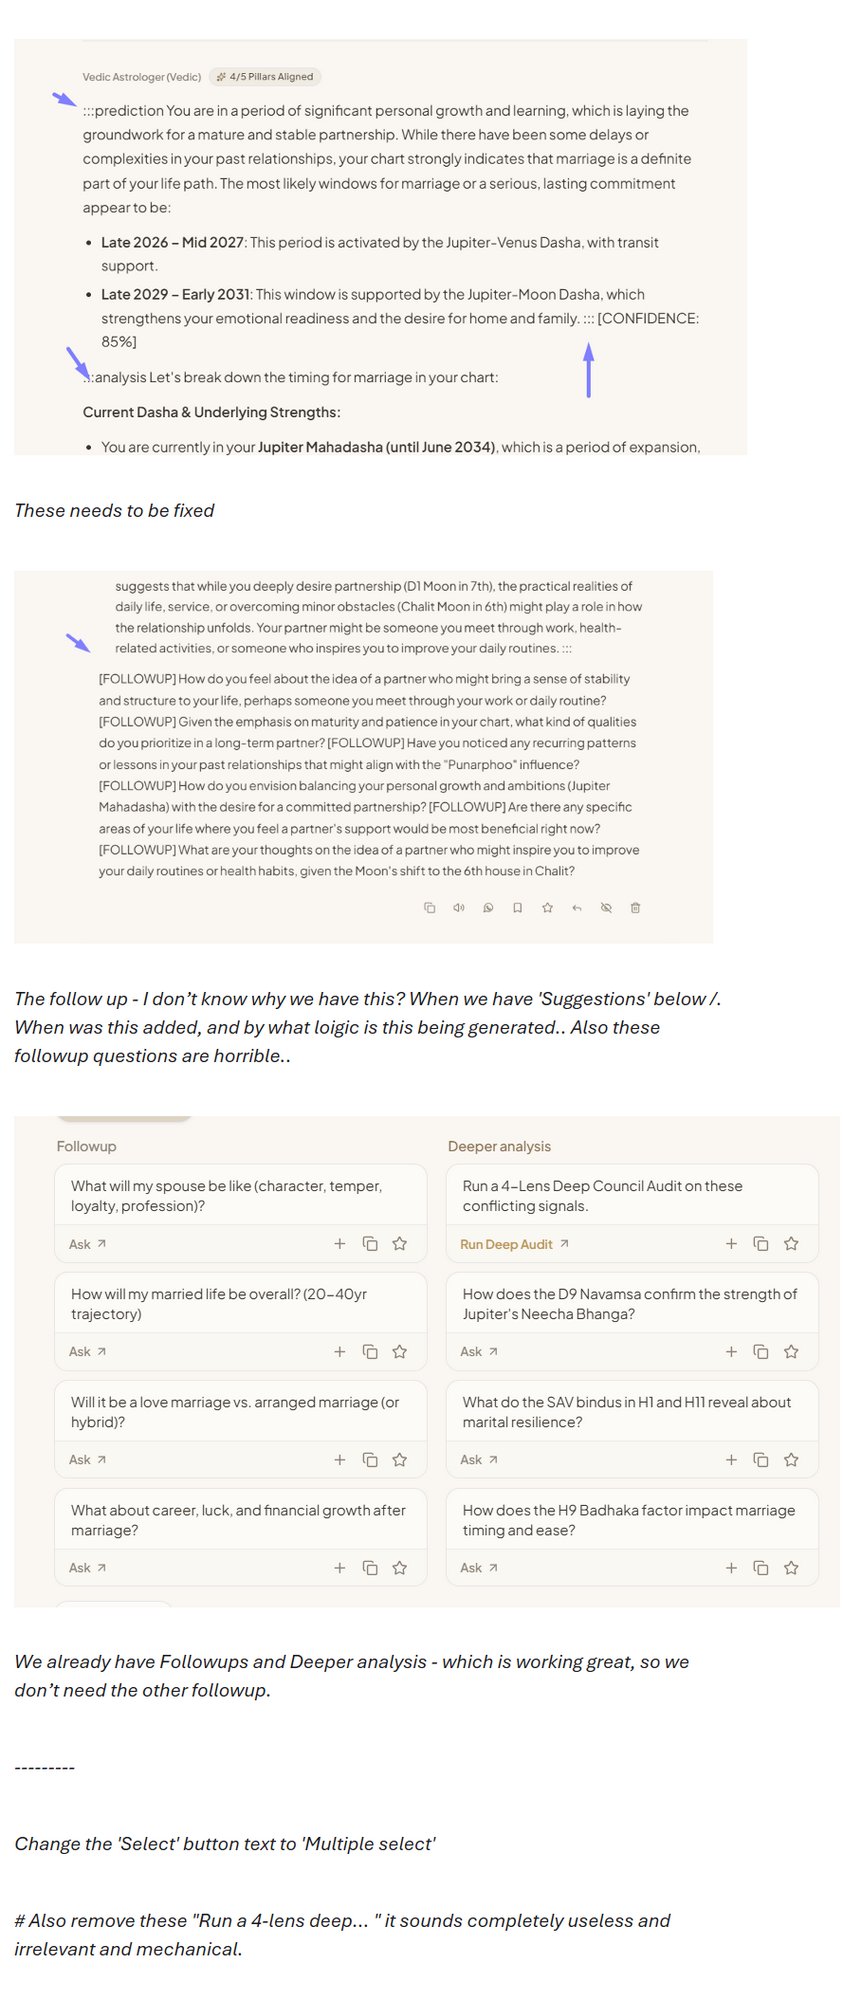 Vedic Astrologer (Vedic) 4/5 Pillars Aligned
:::prediction You are in a period of significant personal growth and learning, which is laying the
groundwork for a mature and stable partnership. While there have been some delays or
complexities in your past relationships, your chart strongly indicates that marriage is a definite
part of your life path. The most likely windows for marriage or a serious, lasting commitment
appear to be:
• Late 2026 – Mid 2027: This period is activated by the Jupiter-Venus Dasha, with transit
support.
• Late 2029 – Early 2031: This window is supported by the Jupiter-Moon Dasha, which
strengthens your emotional readiness and the desire for home and family. ::: [CONFIDENCE:
85%]
:::analysis Let's break down the timing for marriage in your chart:
Current Dasha & Underlying Strengths:
• You are currently in your Jupiter Mahadasha (until June 2034), which is a period of expansion,
These needs to be fixed
suggests that while you deeply desire partnership (D1 Moon in 7th), the practical realities of
daily life, service, or overcoming minor obstacles (Chalit Moon in 6th) might play a role in how
the relationship unfolds. Your partner might be someone you meet through work, health-
related activities, or someone who inspires you to improve your daily routines. :::
[FOLLOWUP] How do you feel about the idea of a partner who might bring a sense of stability
and structure to your life, perhaps someone you meet through your work or daily routine?
[FOLLOWUP] Given the emphasis on maturity and patience in your chart, what kind of qualities
do you prioritize in a long-term partner? [FOLLOWUP] Have you noticed any recurring patterns
or lessons in your past relationships that might align with the "Punarphoo" influence?
[FOLLOWUP] How do you envision balancing your personal growth and ambitions (Jupiter
Mahadasha) with the desire for a committed partnership? [FOLLOWUP] Are there any specific
areas of your life where you feel a partner's support would be most beneficial right now?
[FOLLOWUP] What are your thoughts on the idea of a partner who might inspire you to improve
your daily routines or health habits, given the Moon's shift to the 6th house in Chalit?
The follow up - I don’t know why we have this? When we have 'Suggestions' below /.
When was this added, and by what loigic is this being generated.. Also these
followup questions are horrible..
Followup
What will my spouse be like (character, temper,
loyalty, profession)?
Ask
How will my married life be overall? (20–40yr
trajectory)
Ask
Will it be a love marriage vs. arranged marriage (or
hybrid)?
Ask
What about career, luck, and financial growth after
marriage?
Ask
Deeper analysis
Run a 4–Lens Deep Council Audit on these
conflicting signals.
Run Deep Audit
How does the D9 Navamsa confirm the strength of
Jupiter's Neecha Bhanga?
Ask
What do the SAV bindus in H1 and H11 reveal about
marital resilience?
Ask
How does the H9 Badhaka factor impact marriage
timing and ease?
Ask
We already have Followups and Deeper analysis - which is working great, so we
don’t need the other followup.
---------
Change the 'Select' button text to 'Multiple select'
# Also remove these "Run a 4-lens deep... " it sounds completely useless and
irrelevant and mechanical.